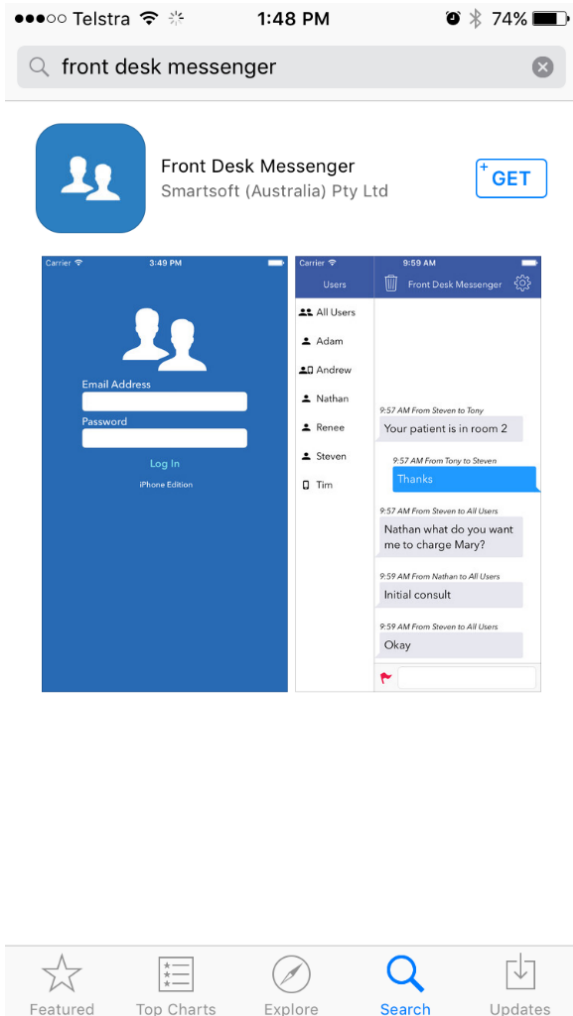 Telstra 1:48 PM 74%
front desk messenger
Front Desk Messenger
Smartsoft (Australia) Pty Ltd
+GET
Carrier 3:49 PM
Email Address
Password
Log In
iPhone Edition
Carrier 9:59 AM
Users Front Desk Messenger
All Users
Adam
Andrew
Nathan
Renee
Steven
Tim
9:57 AM From Steven to Tony
Your patient is in room 2
9:57 AM From Tony to Steven
Thanks
9:57 AM From Steven to All Users
Nathan what do you want
me to charge Mary?
9:59 AM From Nathan to All Users
Initial consult
9:59 AM From Steven to All Users
Okay
Featured Top Charts Explore Search Updates